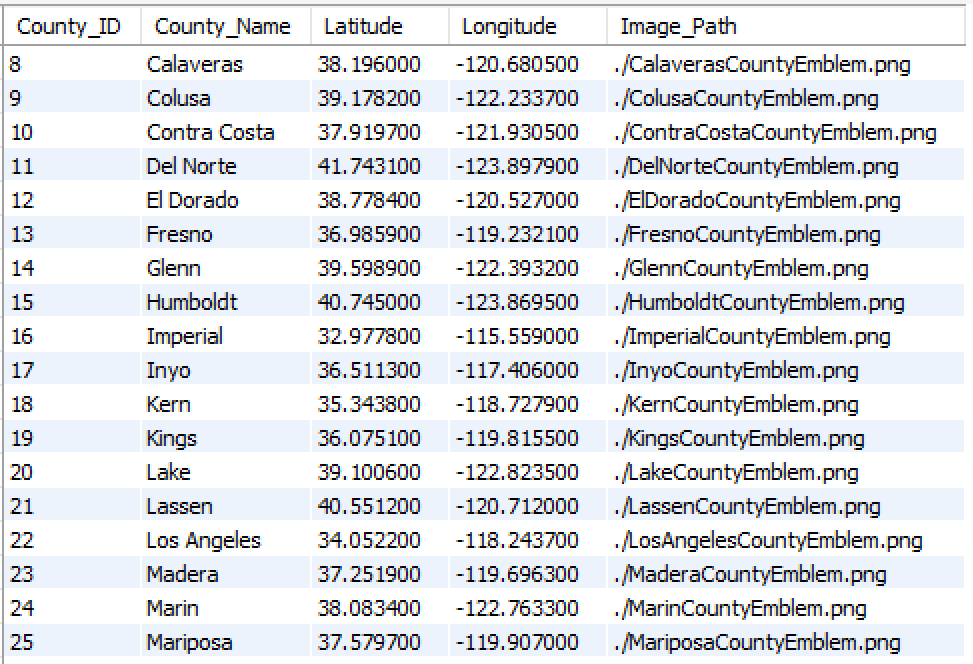 County_ID County_Name Latitude Longitude Image_Path
8 Calaveras 38.196000 -120.680500 ./CalaverasCountyEmblem.png
9 Colusa 39.178200 -122.233700 ./ColusaCountyEmblem.png
10 Contra Costa 37.919700 -121.930500 ./ContraCostaCountyEmblem.png
11 Del Norte 41.743100 -123.897900 ./DelNorteCountyEmblem.png
12 El Dorado 38.778400 -120.527000 ./ElDoradoCountyEmblem.png
13 Fresno 36.985900 -119.232100 ./FresnoCountyEmblem.png
14 Glenn 39.598900 -122.393200 ./GlennCountyEmblem.png
15 Humboldt 40.745000 -123.869500 ./HumboldtCountyEmblem.png
16 Imperial 32.977800 -115.559000 ./ImperialCountyEmblem.png
17 Inyo 36.511300 -117.406000 ./InyoCountyEmblem.png
18 Kern 35.343800 -118.727900 ./KernCountyEmblem.png
19 Kings 36.075100 -119.815500 ./KingsCountyEmblem.png
20 Lake 39.100600 -122.823500 ./LakeCountyEmblem.png
21 Lassen 40.551200 -120.712000 ./LassenCountyEmblem.png
22 Los Angeles 34.052200 -118.243700 ./LosAngelesCountyEmblem.png
23 Madera 37.251900 -119.696300 ./MaderaCountyEmblem.png
24 Marin 38.083400 -122.763300 ./MarinCountyEmblem.png
25 Mariposa 37.579700 -119.907000 ./MariposaCountyEmblem.png